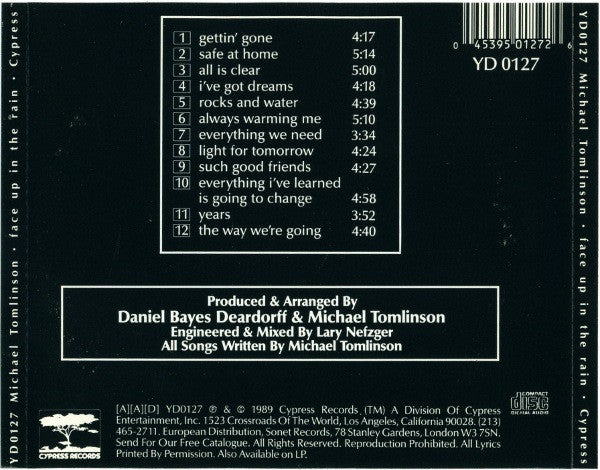 1 gettin' gone 4:17
2 safe at home 5:14
3 all is clear 5:00
4 i've got dreams 4:18
5 rocks and water 4:39
6 always warming me 5:10
7 everything we need 3:34
8 light for tomorrow 4:24
9 such good friends 4:27
10 everything i've learned
is going to change 4:58
11 years 3:52
12 the way we're going 4:40
0 45395 01272 6
YD 0127
Produced & Arranged By
Daniel Bayes Deardorff & Michael Tomlinson
Engineered & Mixed By Lary Nefzger
All Songs Written By Michael Tomlinson
CYPRESS RECORDS
[A][A][D] YD0127 ℗ & © 1989 Cypress Records (TM) A Division Of Cypress
Entertainment, Inc. 1523 Crossroads Of The World, Los Angeles, California 90028. (213)
465-2711. European Distribution, Sonet Records, 78 Stanley Gardens, London W3 7SN.
Send For Our Free Catalogue. All Rights Reserved. Reproduction Prohibited. All Lyrics
Printed By Permission. Also Available On LP.
COMPACT
disc
DIGITAL AUDIO
YD0127 Michael Tomlinson · face up in the rain · Cypress
YD0127 Michael Tomlinson · face up in the rain · Cypress